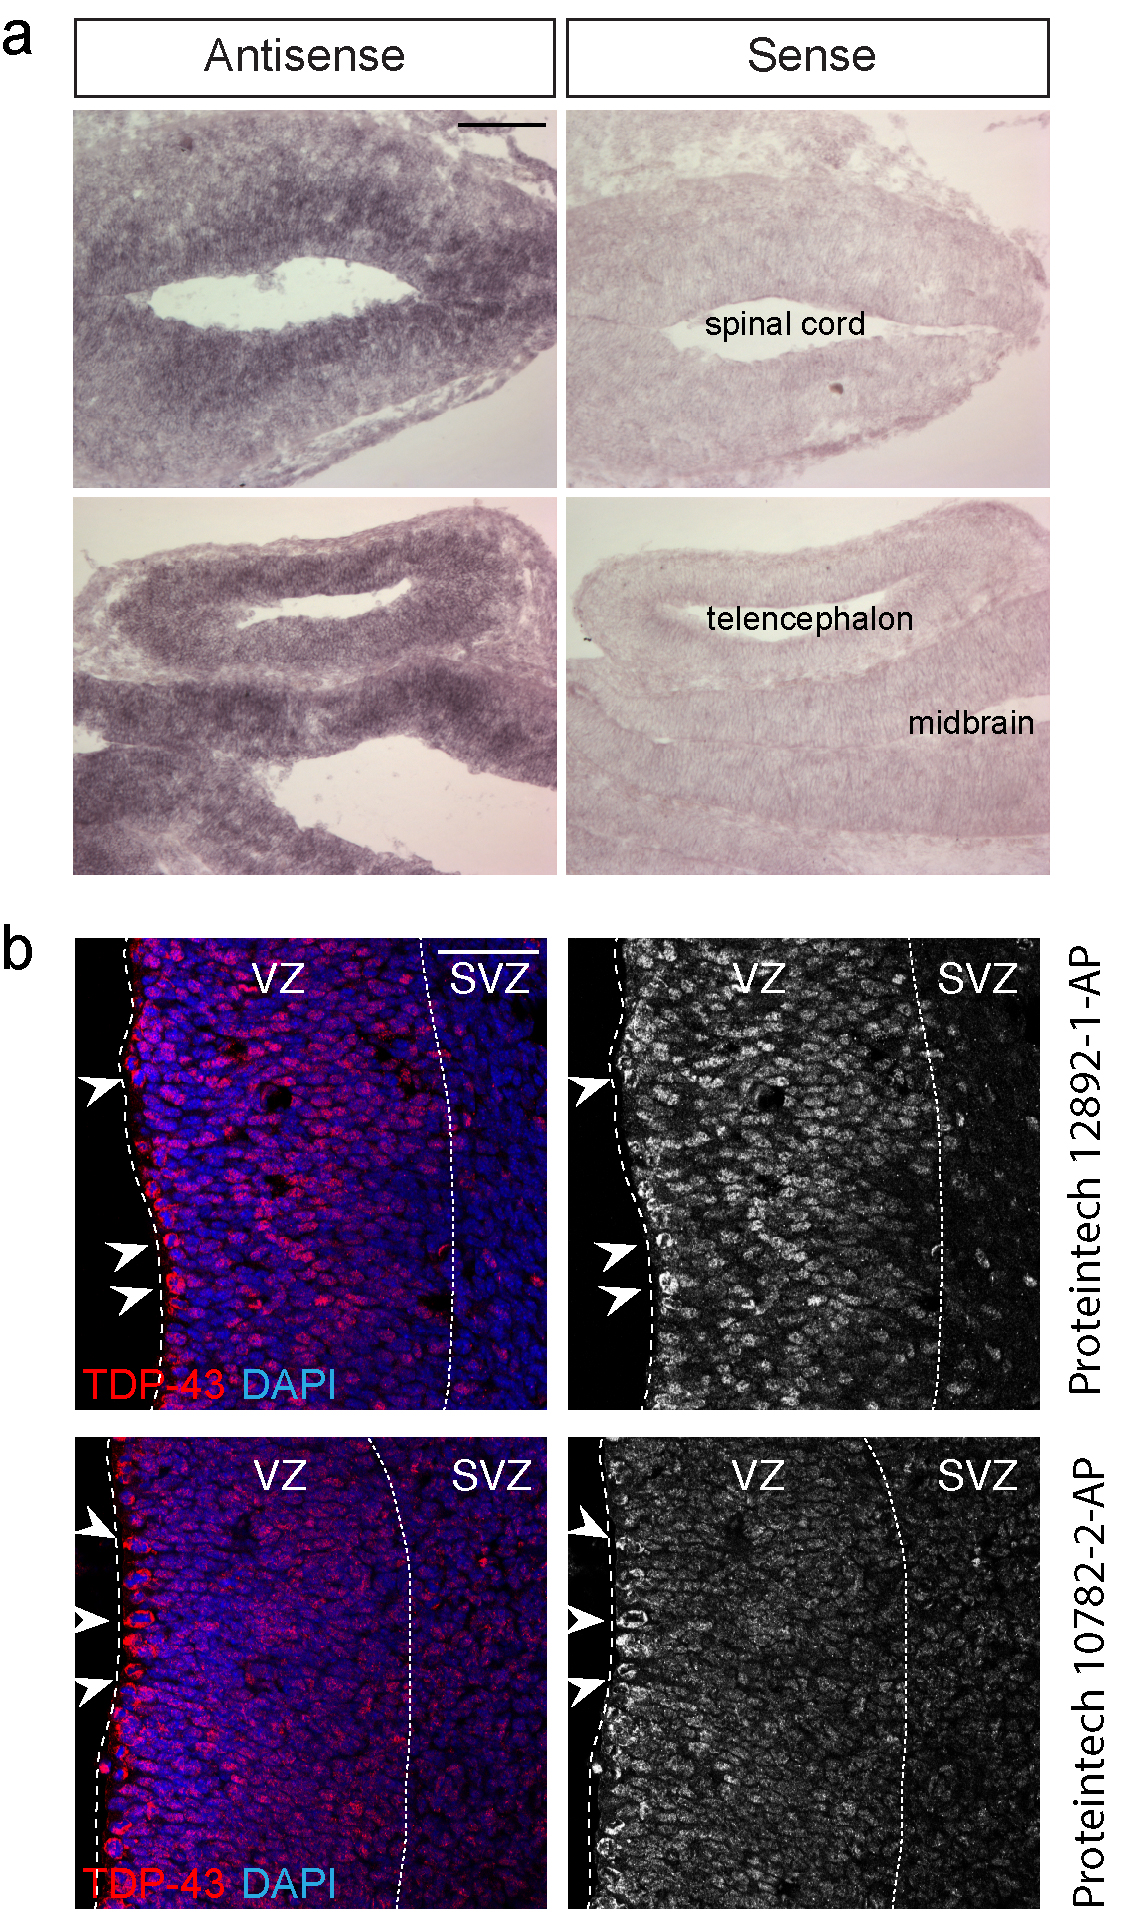 a
Antisense
Sense
spinal cord
telencephalon
midbrain
b
VZ
SVZ
VZ
SVZ
TDP-43 DAPI
Proteintech 12892-1-AP
VZ
SVZ
VZ
SVZ
TDP-43 DAPI
Proteintech 10782-2-AP